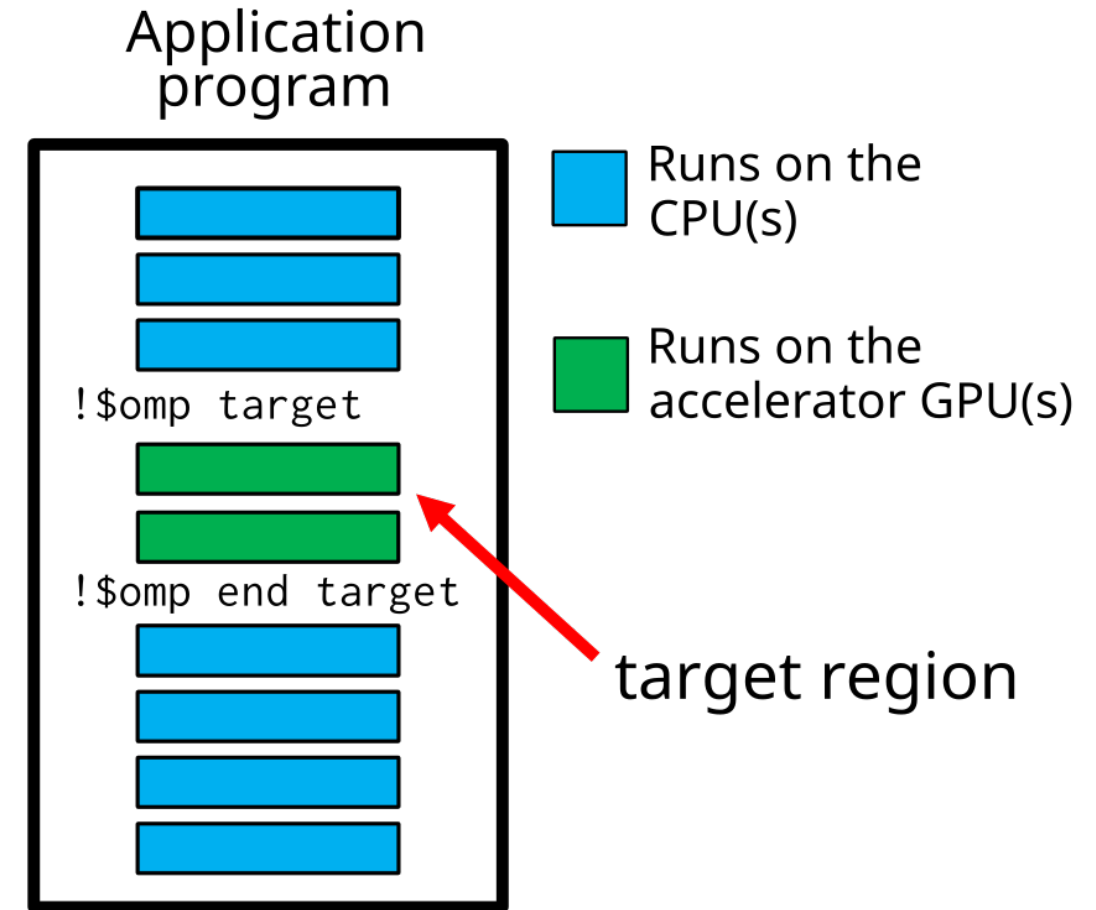 Application
program
Runs on the
CPU(s)
Runs on the
accelerator GPU(s)
!$omp target
!$omp end target
target region